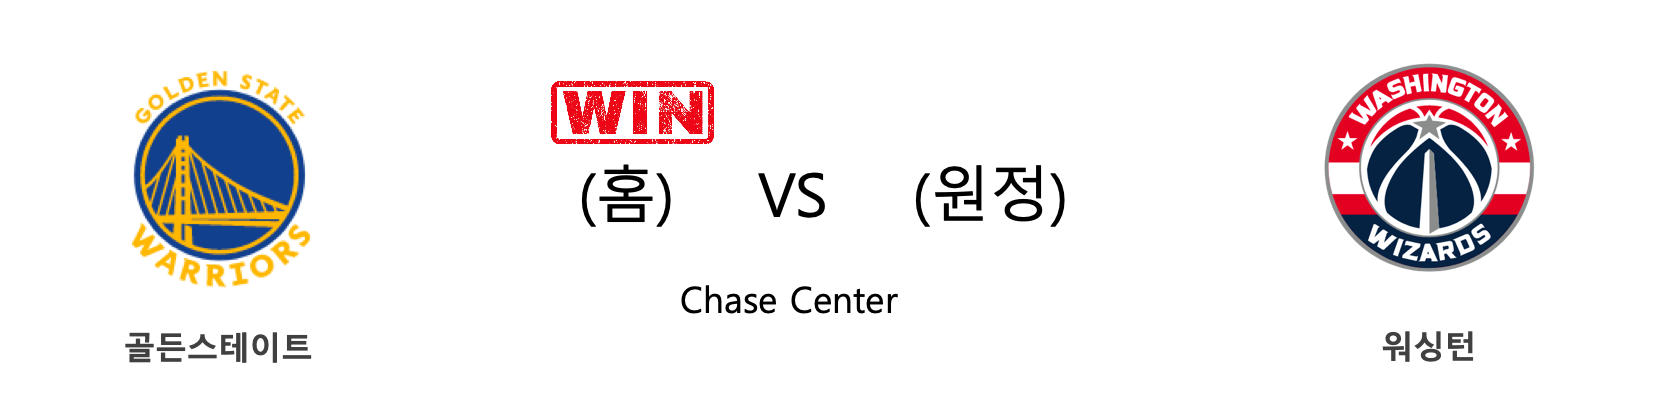 GOLDEN STATE
WARRIORS
골든스테이트
WIN
(홈) VS (원정)
Chase Center
WASHINGTON
WIZARDS
워싱턴